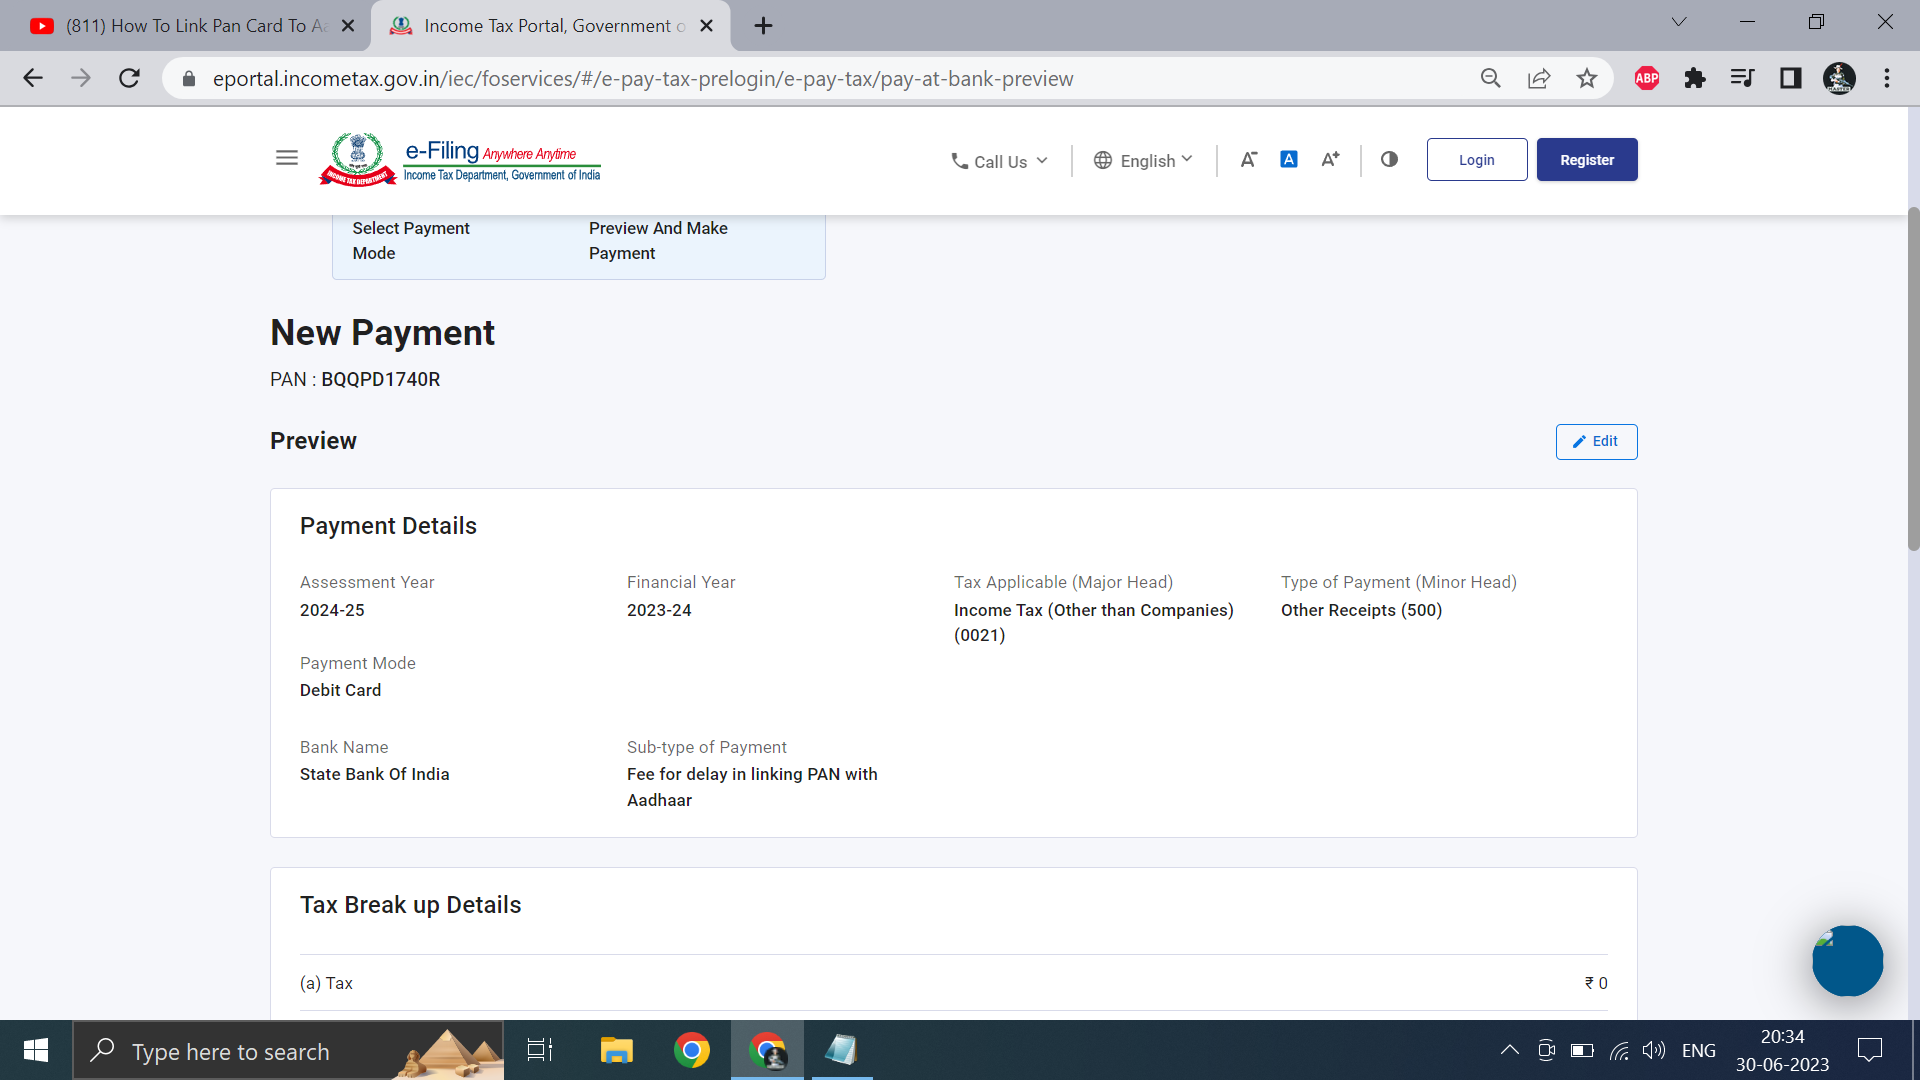 (811) How To Link Pan Card To Aa
Income Tax Portal, Government o
eportal.incometax.gov.in/iec/foservices/#/e-pay-tax-prelogin/e-pay-tax/pay-at-bank-preview
ABP
INCOME TAX DEPARTMENT
e-Filing Anywhere Anytime
Income Tax Department, Government of India
Call Us
English
A-
A
A+
Login
Register
Select Payment
Mode
Preview And Make
Payment
New Payment
PAN : BQQPD1740R
Preview
Edit
Payment Details
Assessment Year
2024-25
Financial Year
2023-24
Tax Applicable (Major Head)
Income Tax (Other than Companies)
(0021)
Type of Payment (Minor Head)
Other Receipts (500)
Payment Mode
Debit Card
Bank Name
State Bank Of India
Sub-type of Payment
Fee for delay in linking PAN with
Aadhaar
Tax Break up Details
(a) Tax
₹ 0
Type here to search
ENG
20:34
30-06-2023